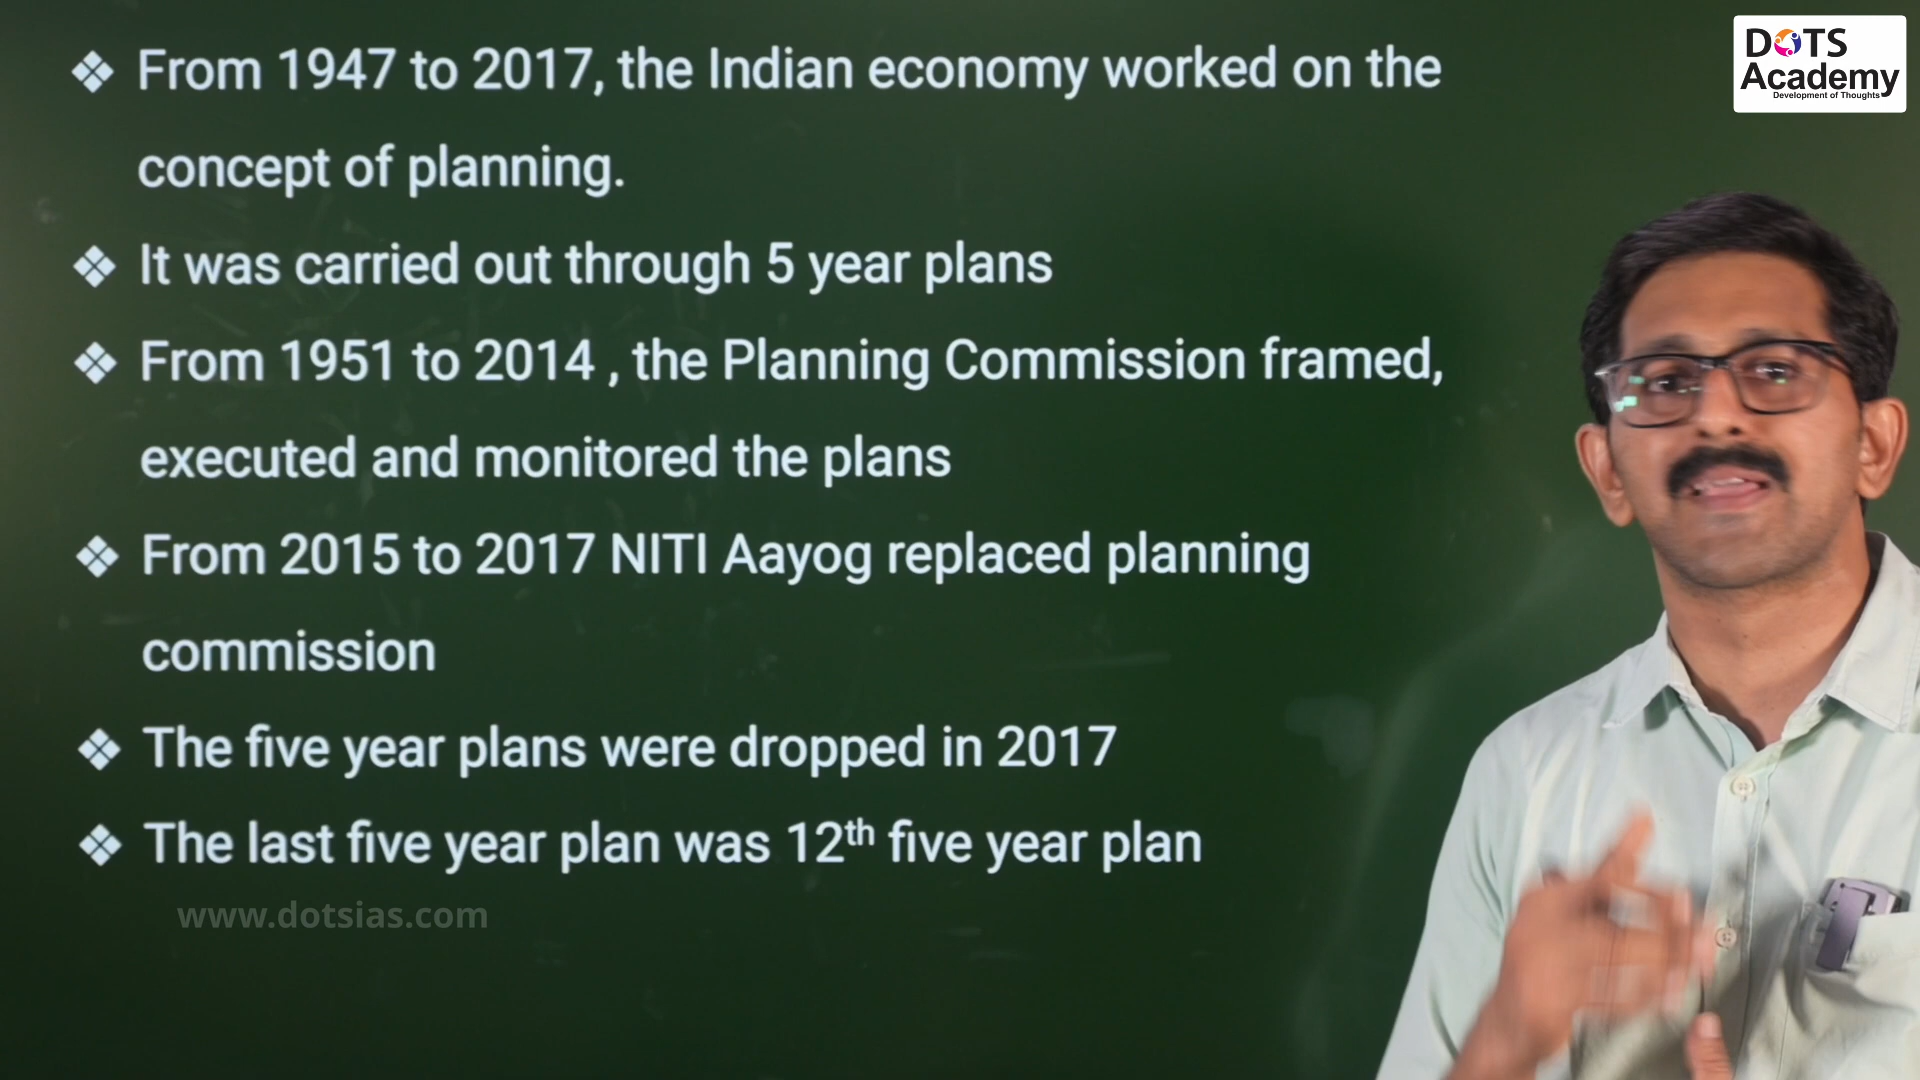 DOTS
Academy
Development of Thoughts
❖ From 1947 to 2017, the Indian economy worked on the
concept of planning.
❖ It was carried out through 5 year plans
❖ From 1951 to 2014 , the Planning Commission framed,
executed and monitored the plans
❖ From 2015 to 2017 NITI Aayog replaced planning
commission
❖ The five year plans were dropped in 2017
❖ The last five year plan was 12th five year plan
www.dotsias.com